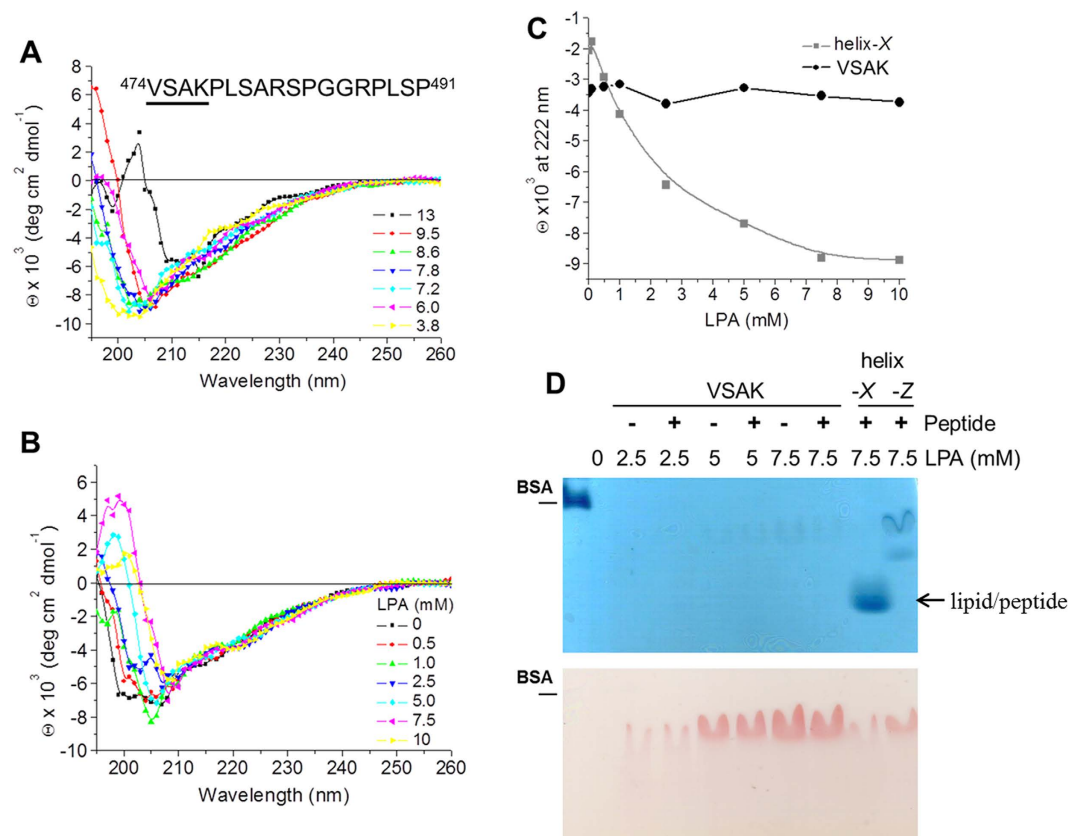 A
474VSAKPLSARSPGGRPLSP491
Θ x 10³ (deg cm² dmol⁻¹)
8
6
4
2
0
-2
-4
-6
-8
-10
13
9.5
8.6
7.8
7.2
6.0
3.8
200 210 220 230 240 250 260
Wavelength (nm)
B
Θ x 10³ (deg cm² dmol⁻¹)
8
6
4
2
0
-2
-4
-6
-8
-10
LPA (mM)
0
0.5
1.0
2.5
5.0
7.5
10
200 210 220 230 240 250 260
Wavelength (nm)
C
Θ x10³ at 222 nm
-1
-2
-3
-4
-5
-6
-7
-8
-9
helix-X
VSAK
0 1 2 3 4 5 6 7 8 9 10
LPA (mM)
D
helix
VSAK -X -Z
- + - + - + + + Peptide
0 2.5 2.5 5 5 7.5 7.5 7.5 7.5 LPA (mM)
BSA
lipid/peptide
BSA